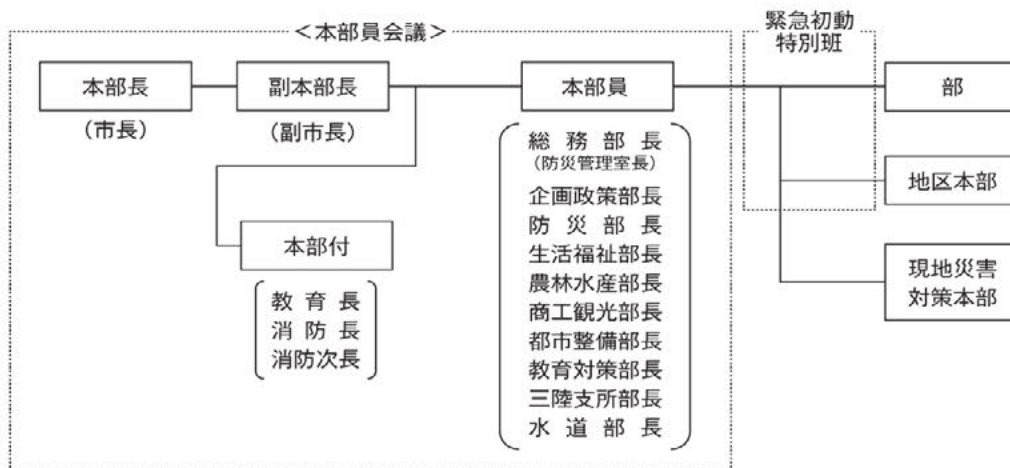 ＜本部員会議＞
緊急初動
特別班
本部長
（市長）
副本部長
（副市長）
本部員
総務部長
（防災管理室長）
企画政策部長
防災部長
生活福祉部長
農林水産部長
商工観光部長
都市整備部長
教育対策部長
三陸支所部長
水道部長
本部付
教育長
消防長
消防次長
部
地区本部
現地災害
対策本部